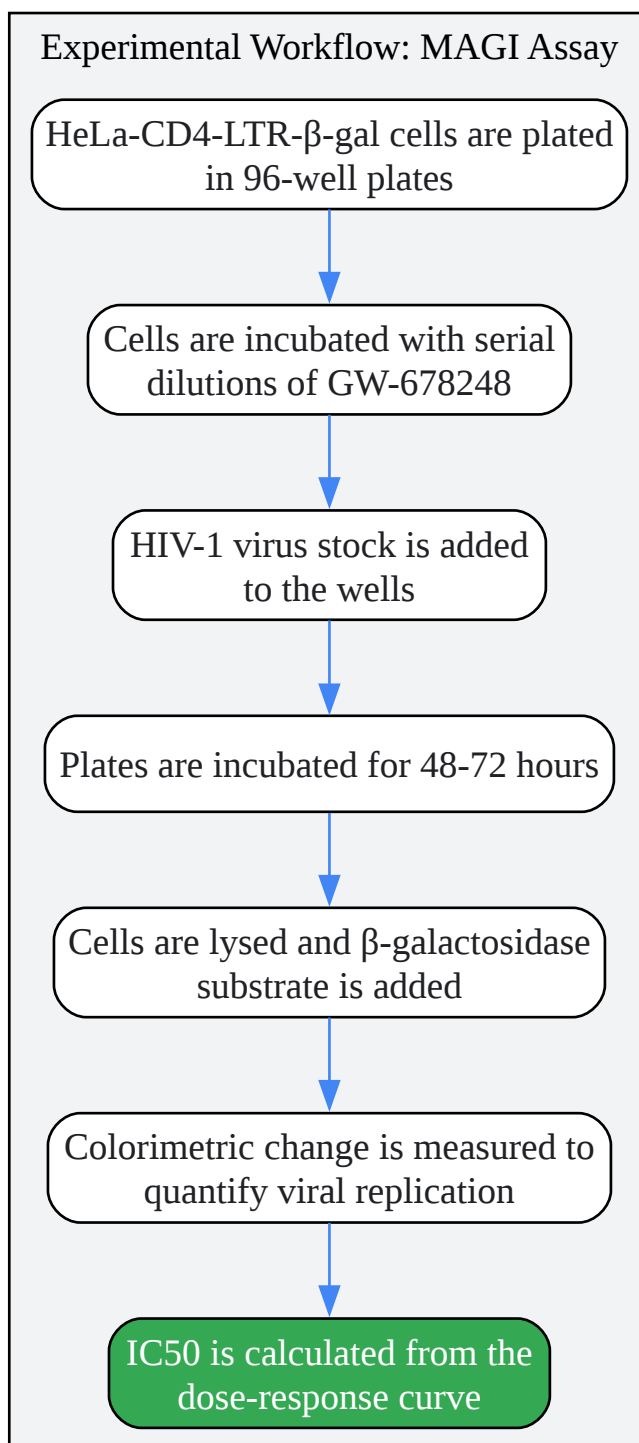 Experimental Workflow: MAGI Assay
HeLa-CD4-LTR-β-gal cells are plated
in 96-well plates
Cells are incubated with serial
dilutions of GW-678248
HIV-1 virus stock is added
to the wells
Plates are incubated for 48-72 hours
Cells are lysed and β-galactosidase
substrate is added
Colorimetric change is measured to
quantify viral replication
IC50 is calculated from the
dose-response curve